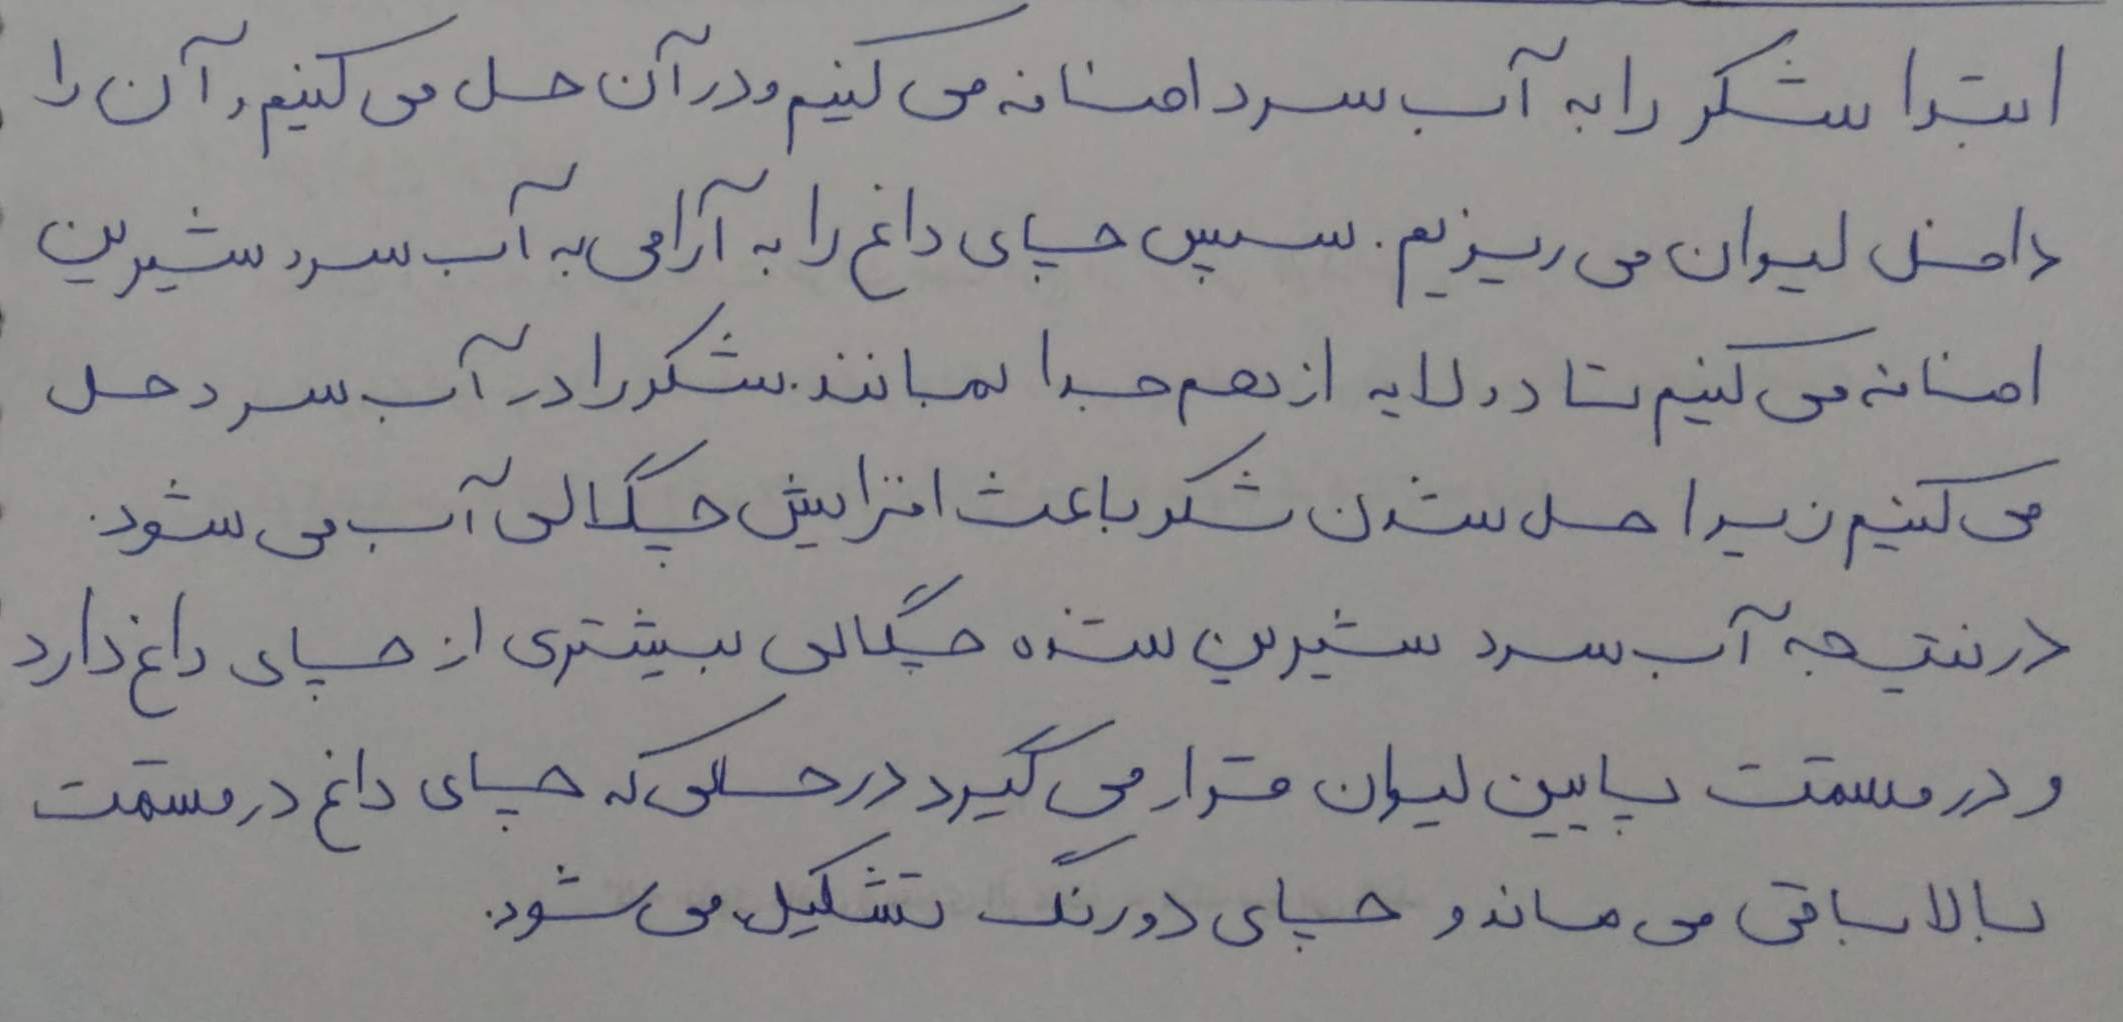 ابتدا شکر را به آب سرد اضافه می کنیم و در آن حل می کنیم و آن را
داخل لیوان می ریزیم. سپس چای داغ را به آرامی به آب سرد شیرین
اضافه می کنیم تا دو لایه از هم جدا بمانند. شکر را در آب سرد حل
می کنیم زیرا حل شدن شکر باعث افزایش چگالی آب می شود.
در نتیجه آب سرد شیرین شده چگالی بیشتری از چای داغ دارد
و در قسمت پایین لیوان قرار می گیرد در حالی که چای داغ در قسمت
بالا باقی می ماند و چای دو رنگ تشکیل می شود.